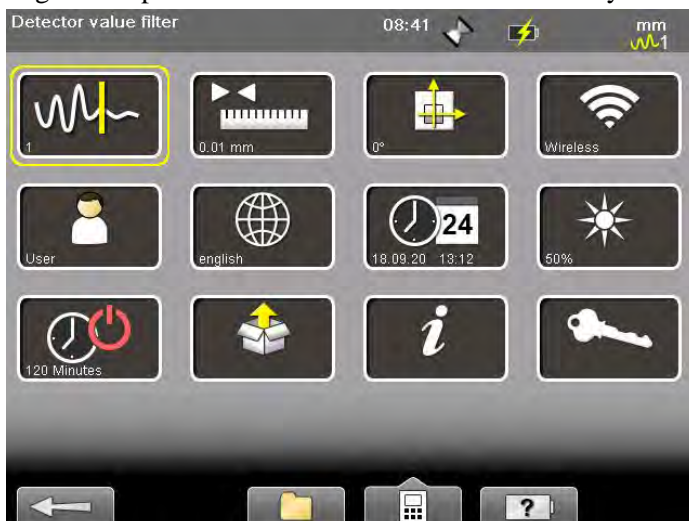 Detector value filter 08:41 mm
1
1 0.01 mm 0° Wireless
24
User english 18.09.20 13:12 50%
i
120 Minutes
?